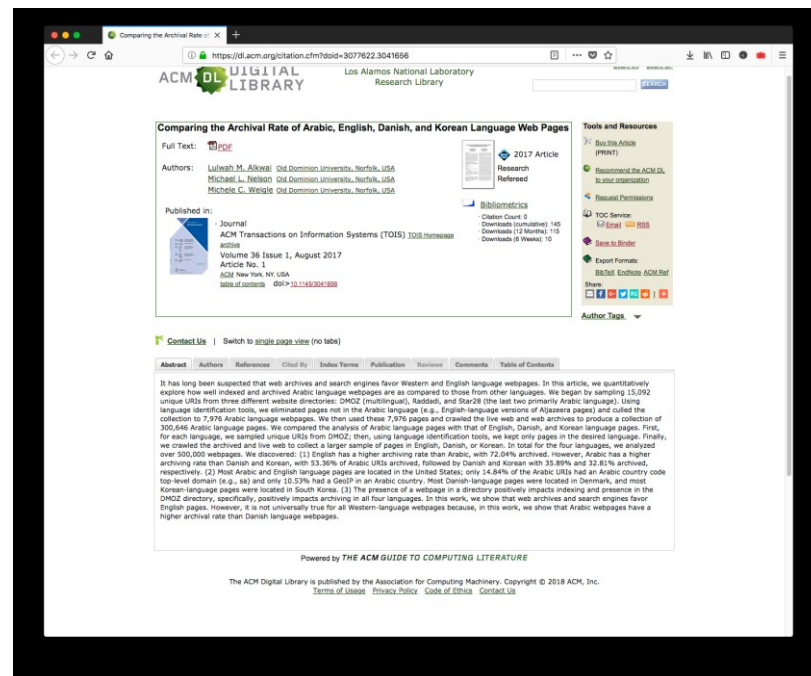 Comparing the Archival Rate of
https://dl.acm.org/citation.cfm?doid=3077622.3041656
ACM DL DIGITAL
LIBRARY
Los Alamos National Laboratory
Research Library
SEARCH
Comparing the Archival Rate of Arabic, English, Danish, and Korean Language Web Pages
Full Text: PDF
Authors: Lulwah M. Alkwai Old Dominion University, Norfolk, USA
Michael L. Nelson Old Dominion University, Norfolk, USA
Michele C. Weigle Old Dominion University, Norfolk, USA
2017 Article
Research
Refereed
Published in:
· Journal
ACM Transactions on Information Systems (TOIS) TOIS Homepage
archive
Volume 36 Issue 1, August 2017
Article No. 1
ACM New York, NY, USA
table of contents doi>10.1145/3041656
Bibliometrics
· Citation Count: 0
· Downloads (cumulative): 145
· Downloads (12 Months): 115
· Downloads (6 Weeks): 10
Tools and Resources
Buy this Article
(PRINT)
Recommend the ACM DL
to your organization
Request Permissions
TOC Service:
Email RSS
Save to Binder
Export Formats:
BibTeX EndNote ACM Ref
Share:
Author Tags
Contact Us | Switch to single page view (no tabs)
Abstract Authors References Cited By Index Terms Publication Reviews Comments Table of Contents
It has long been suspected that web archives and search engines favor Western and English language webpages. In this article, we quantitatively
explore how well indexed and archived Arabic language webpages are as compared to those from other languages. We began by sampling 15,092
unique URIs from three different website directories: DMOZ (multilingual), Raddadi, and Star28 (the last two primarily Arabic language). Using
language identification tools, we eliminated pages not in the Arabic language (e.g., English-language versions of Aljazeera pages) and culled the
collection to 7,976 Arabic language webpages. We then used these 7,976 pages and crawled the live web and web archives to produce a collection of
300,646 Arabic language pages. We compared the analysis of Arabic language pages with that of English, Danish, and Korean language pages. First,
for each language, we sampled unique URIs from DMOZ; then, using language identification tools, we kept only pages in the desired language. Finally,
we crawled the archived and live web to collect a larger sample of pages in English, Danish, or Korean. In total for the four languages, we analyzed
over 500,000 webpages. We discovered: (1) English has a higher archiving rate than Arabic, with 72.04% archived. However, Arabic has a higher
archiving rate than Danish and Korean, with 53.36% of Arabic URIs archived, followed by Danish and Korean with 35.89% and 32.81% archived,
respectively. (2) Most Arabic and English language pages are located in the United States; only 14.84% of the Arabic URIs had an Arabic country code
top-level domain (e.g., sa) and only 10.53% had a GeoIP in an Arabic country. Most Danish-language pages were located in Denmark, and most
Korean-language pages were located in South Korea. (3) The presence of a webpage in a directory positively impacts indexing and presence in the
DMOZ directory, specifically, positively impacts archiving in all four languages. In this work, we show that web archives and search engines favor
English pages. However, it is not universally true for all Western-language webpages because, in this work, we show that Arabic webpages have a
higher archival rate than Danish language webpages.
Powered by THE ACM GUIDE TO COMPUTING LITERATURE
The ACM Digital Library is published by the Association for Computing Machinery. Copyright © 2018 ACM, Inc.
Terms of Usage Privacy Policy Code of Ethics Contact Us